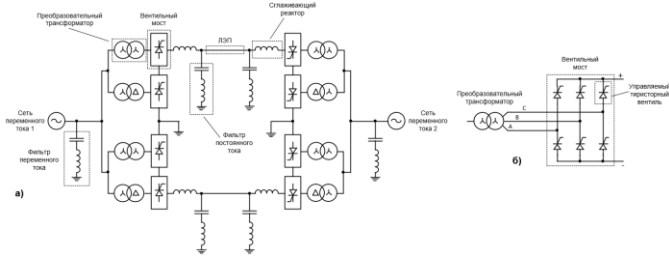 Преобразовательный
трансформатор
Вентильный
мост
Сглаживающий
реактор
ЛЭП
Сеть
переменного
тока 1
Фильтр
переменного
тока
Фильтр
постоянного
тока
Сеть
переменного
тока 2
а)
Вентильный
мост
Преобразовательный
трансформатор
Управляемый
тиристорный
вентиль
C
B
A
+
-
б)